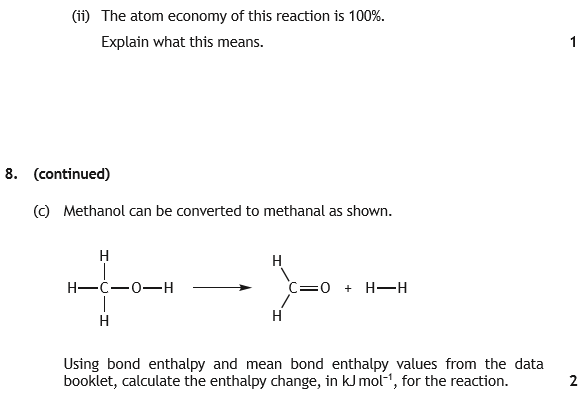 (ii) The atom economy of this reaction is 100%.
Explain what this means. 1
8. (continued)
(c) Methanol can be converted to methanal as shown.
H
H
H—C—O—H
C=O + H—H
H
H
Using bond enthalpy and mean bond enthalpy values from the data
booklet, calculate the enthalpy change, in kJ mol⁻¹, for the reaction. 2